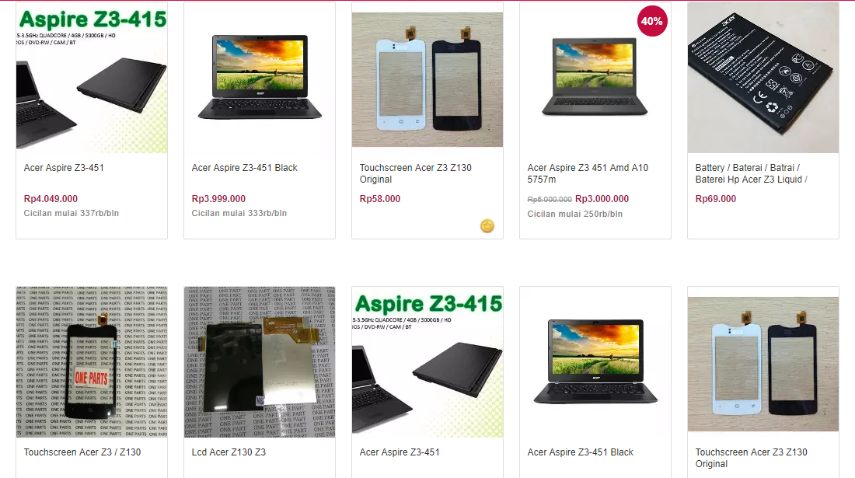 Aspire Z3-415
5-3.5GHz QUADCORE / 4GB / 5000GB / HD
/ DVD-RW / CAM / BT
40%
acer
Acer Aspire Z3-451
Rp4.049.000
Cicilan mulai 337rb/bln
Acer Aspire Z3-451 Black
Rp3.999.000
Cicilan mulai 333rb/bln
Touchscreen Acer Z3 Z130
Original
Rp58.000
Acer Aspire Z3 451 Amd A10
5757m
Rp5.000.000 Rp3.000.000
Cicilan mulai 250rb/bln
Battery / Baterai / Batrai /
Baterei Hp Acer Z3 Liquid /
Rp69.000
ONE PARTS
Touchscreen Acer Z3 / Z130
ONE PART
Lcd Acer Z130 Z3
Aspire Z3-415
5-3.5GHz QUADCORE / 4GB / 5000GB / HD
/ DVD-RW / CAM / BT
Acer Aspire Z3-451
Acer Aspire Z3-451 Black
Touchscreen Acer Z3 Z130
Original